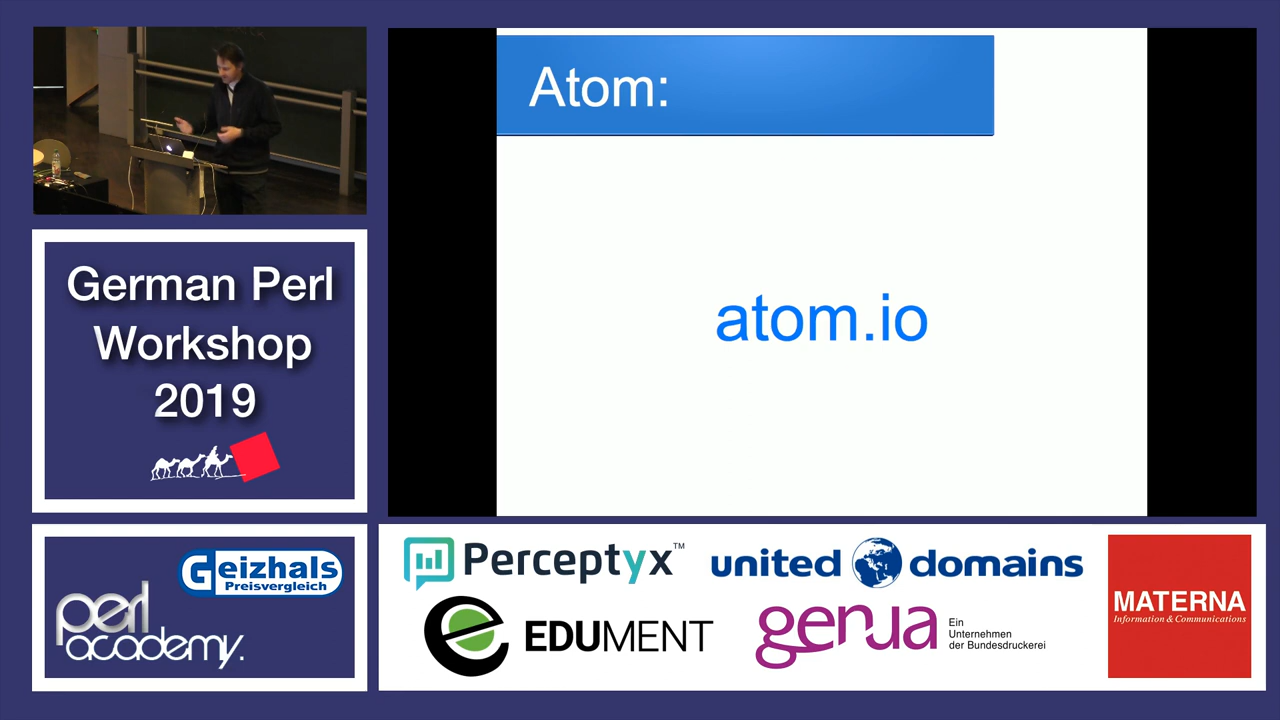 Atom:
atom.io
German Perl
Workshop
2019
Geizhals
Preisvergleich
perl
academy.
Perceptyx™
united domains
EDUMENT
genua
Ein
Unternehmen
der Bundesdruckerei
MATERNA
Information & Communications